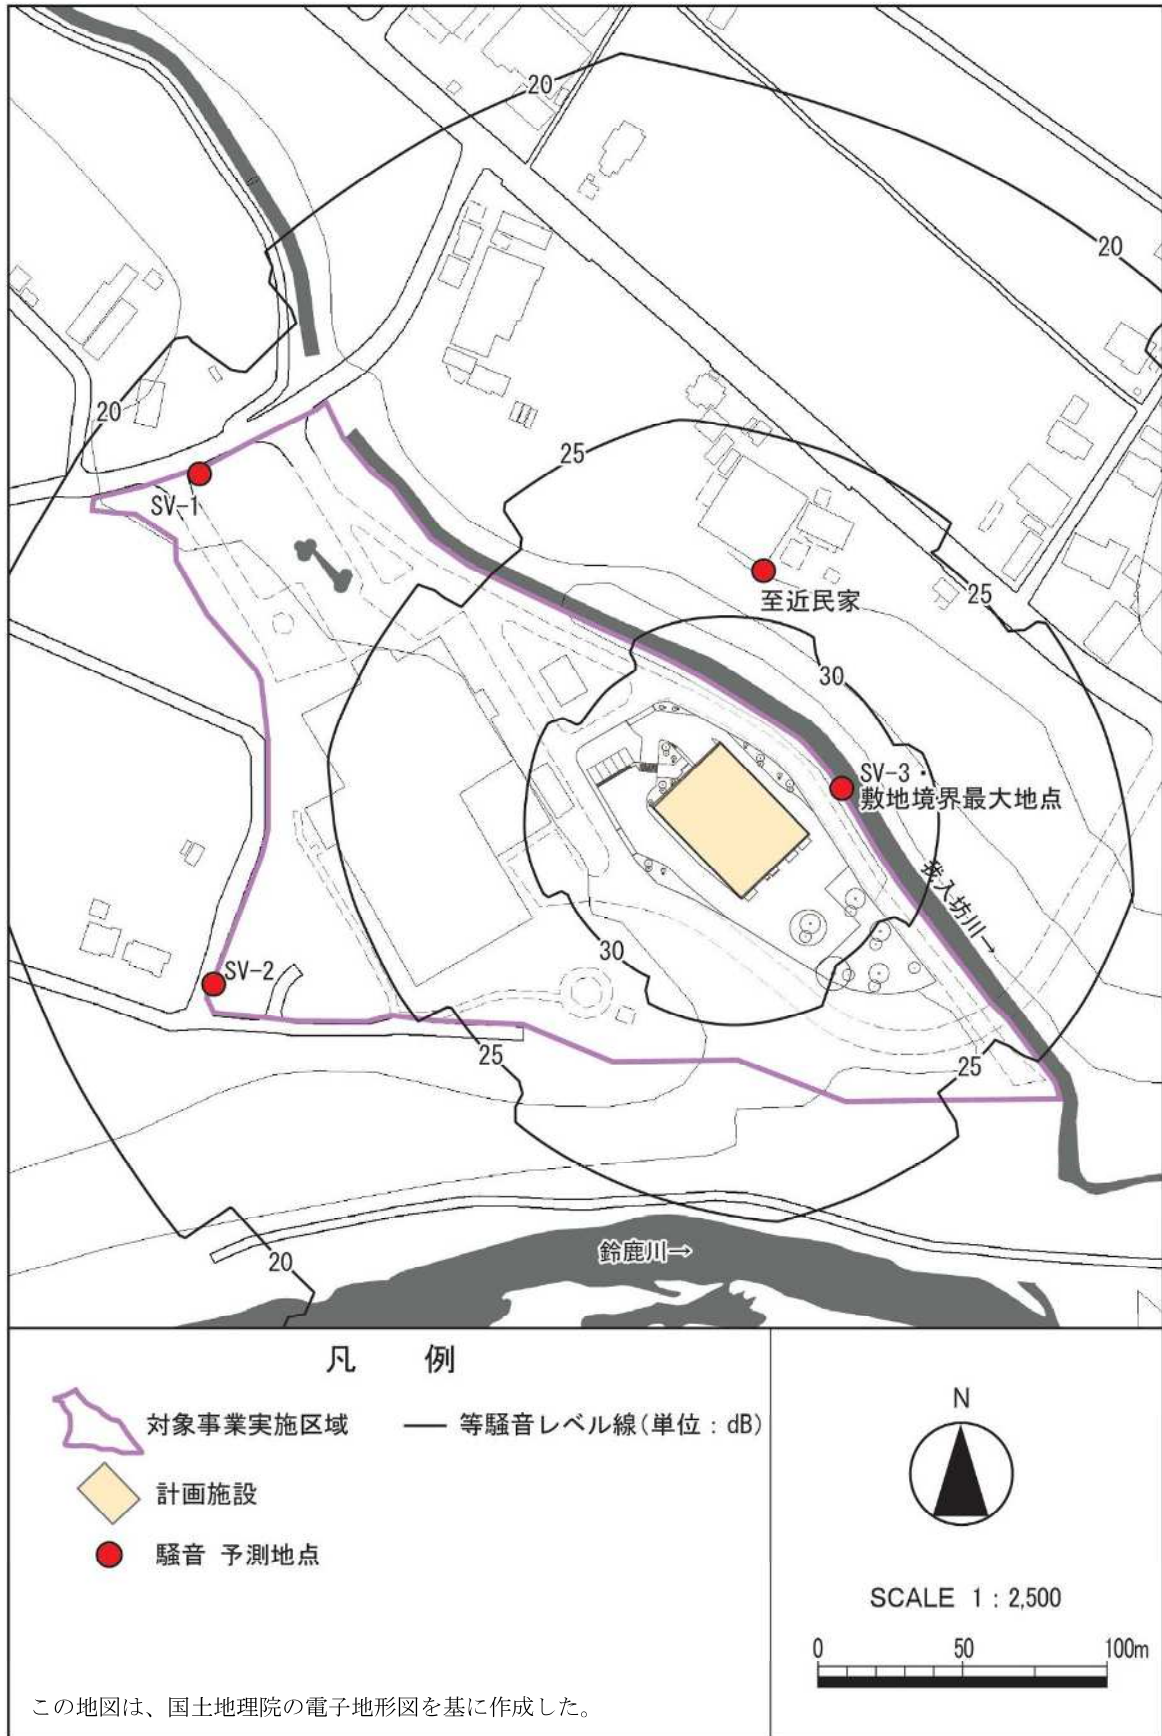 20
20
20
SV-1
25
至近民家
25
30
SV-3・
敷地境界最大地点
我入坊川→
30
SV-2
25
25
鈴鹿川→
20
凡 例
対象事業実施区域
等騒音レベル線(単位：dB)
計画施設
騒音 予測地点
N
SCALE 1：2,500
0 50 100m
この地図は、国土地理院の電子地形図を基に作成した。